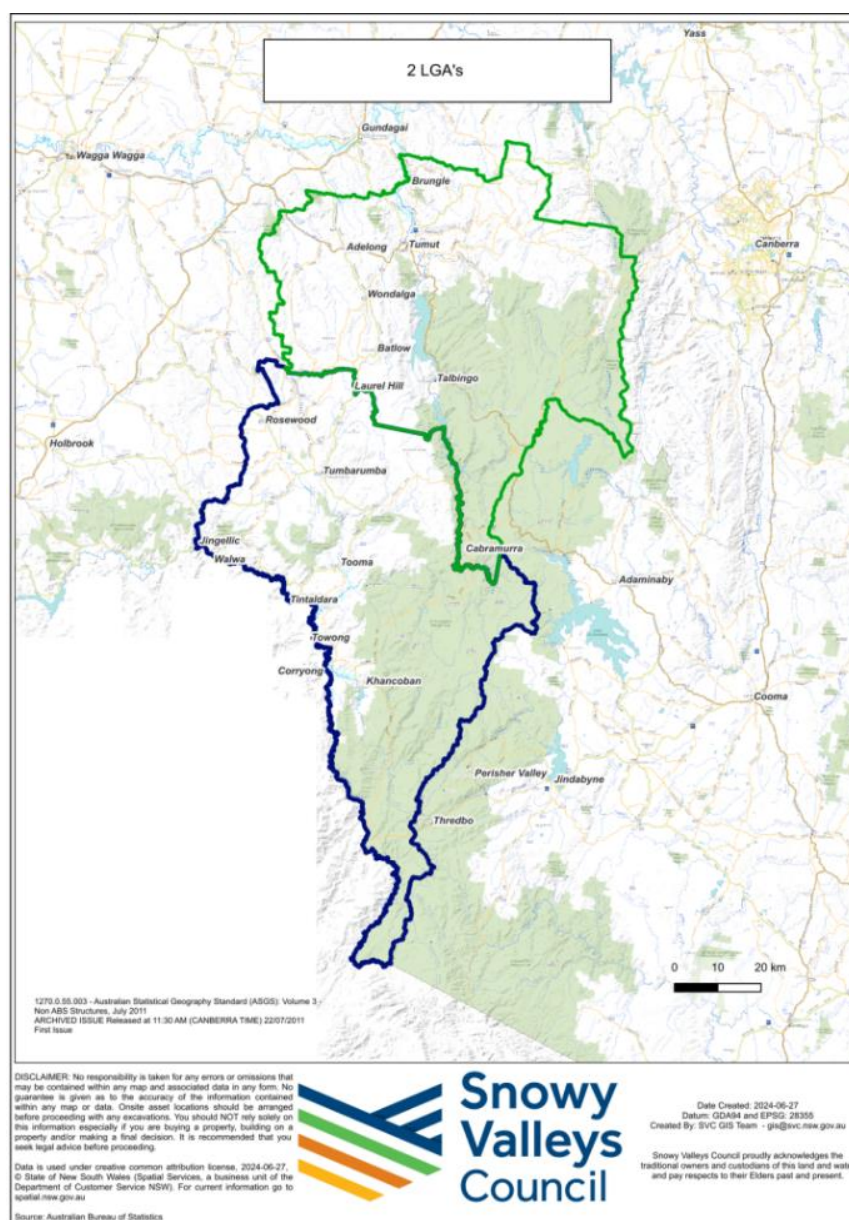 2 LGA's
Yass
Gundagai
Wagga Wagga
Brungle
Canberra
Adelong
Tumut
Wondalga
Batlow
Talbingo
Laurel Hill
Rosewood
Holbrook
Tumbarumba
Jingellic
Walwa
Tooma
Cabramurra
Adaminaby
Tintaldara
Towong
Corryong
Khancoban
Cooma
Perisher Valley
Jindabyne
Thredbo
0 10 20 km
1270.0.55.003 - Australian Statistical Geography Standard (ASGS): Volume 3 -
Non ABS Structures, July 2011
ARCHIVED ISSUE Released at 11:30 AM (CANBERRA TIME) 22/07/2011
First Issue
DISCLAIMER: No responsibility is taken for any errors or omissions that
may be contained within any map and associated data in any form. No
guarantee is given as to the accuracy of the information contained
within any map or data. Onsite asset locations should be arranged
before proceeding with any excavations. You should NOT rely solely on
this information especially if you are buying a property, building on a
property and/or making a final decision. It is recommended that you
seek legal advice before proceeding.
Data is used under creative common attribution license, 2024-06-27,
© State of New South Wales (Spatial Services, a business unit of the
Department of Customer Service NSW). For current information go to
spatial.nsw.gov.au
Source: Australian Bureau of Statistics
Snowy
Valleys
Council
Date Created: 2024-06-27
Datum: GDA94 and EPSG: 28355
Created By: SVC GIS Team - gis@svc.nsw.gov.au
Snowy Valleys Council proudly acknowledges the
traditional owners and custodians of this land and water
and pay respects to their Elders past and present.